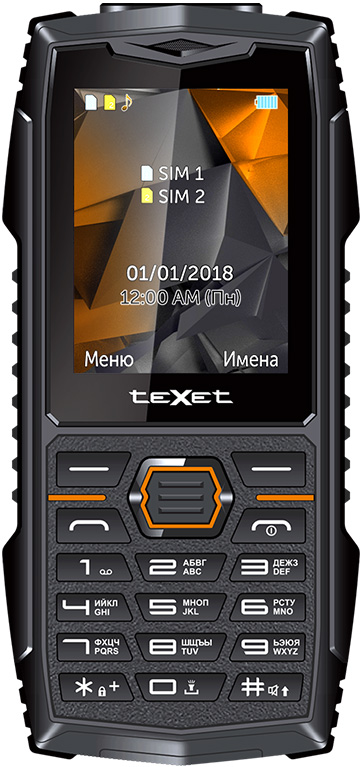 SIM 1
SIM 2
01/01/2018
12:00 AM (Пн)
Меню Имена
teXet
1
2 АБВГ ABC
3 ДЕЖЗ DEF
4 ИЙКЛ GHI
5 МНОП JKL
6 РСТУ MNO
7 ФХЦЧ PQRS
8 ШЩЪЫ TUV
9 ЬЭЮЯ WXYZ
* +
0
#